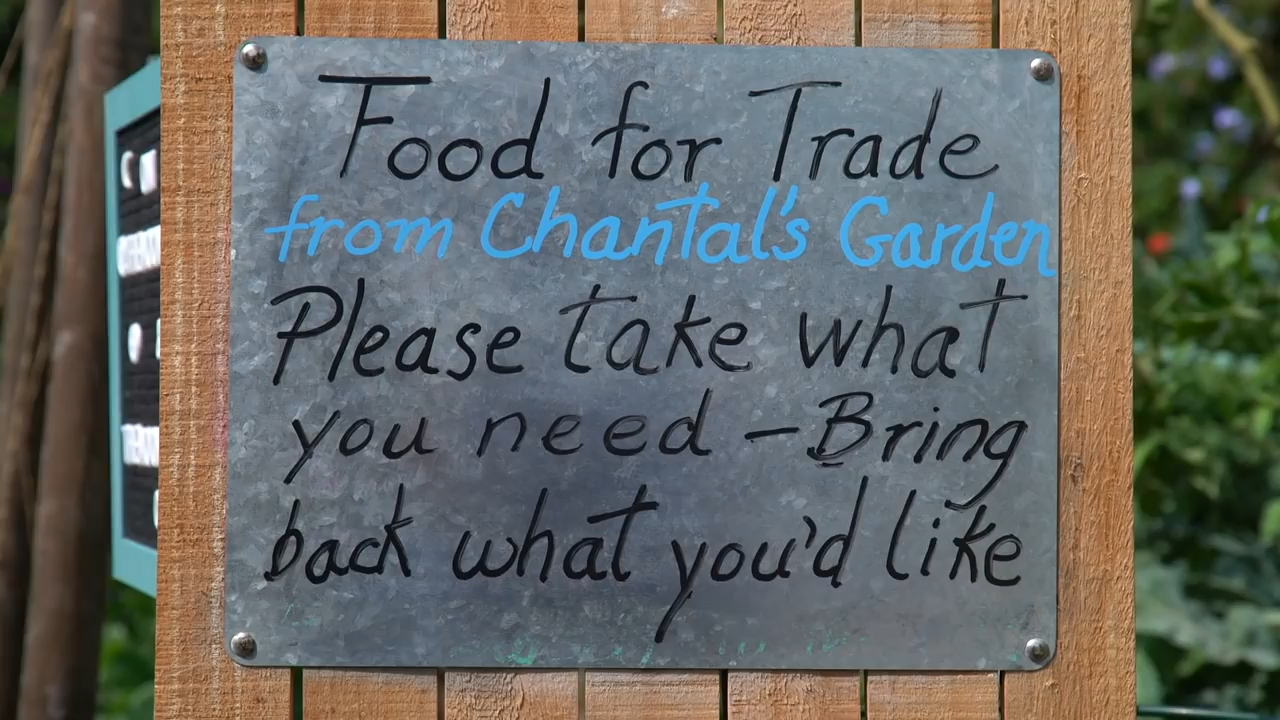 Food for Trade
from Chantal's Garden
Please take what
you need - Bring
back what you'd like